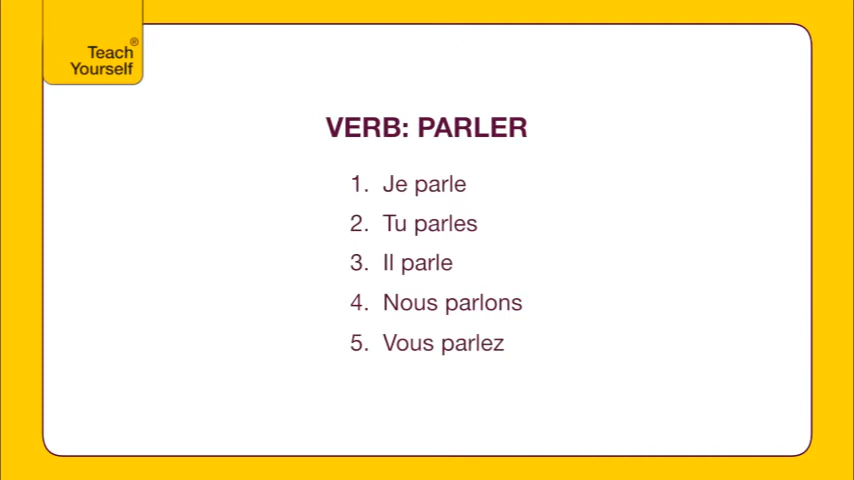 Teach®
Yourself
VERB: PARLER
1. Je parle
2. Tu parles
3. Il parle
4. Nous parlons
5. Vous parlez